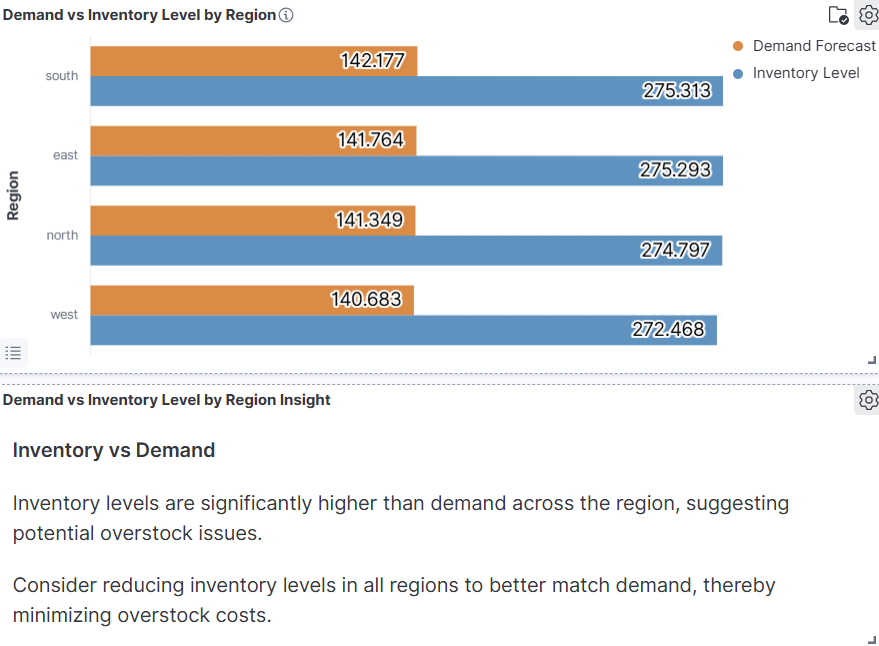 Demand vs Inventory Level by Region
Demand Forecast
Inventory Level
Region
south
142.177
275.313
east
141.764
275.293
north
141.349
274.797
west
140.683
272.468
Demand vs Inventory Level by Region Insight
Inventory vs Demand
Inventory levels are significantly higher than demand across the region, suggesting
potential overstock issues.
Consider reducing inventory levels in all regions to better match demand, thereby
minimizing overstock costs.